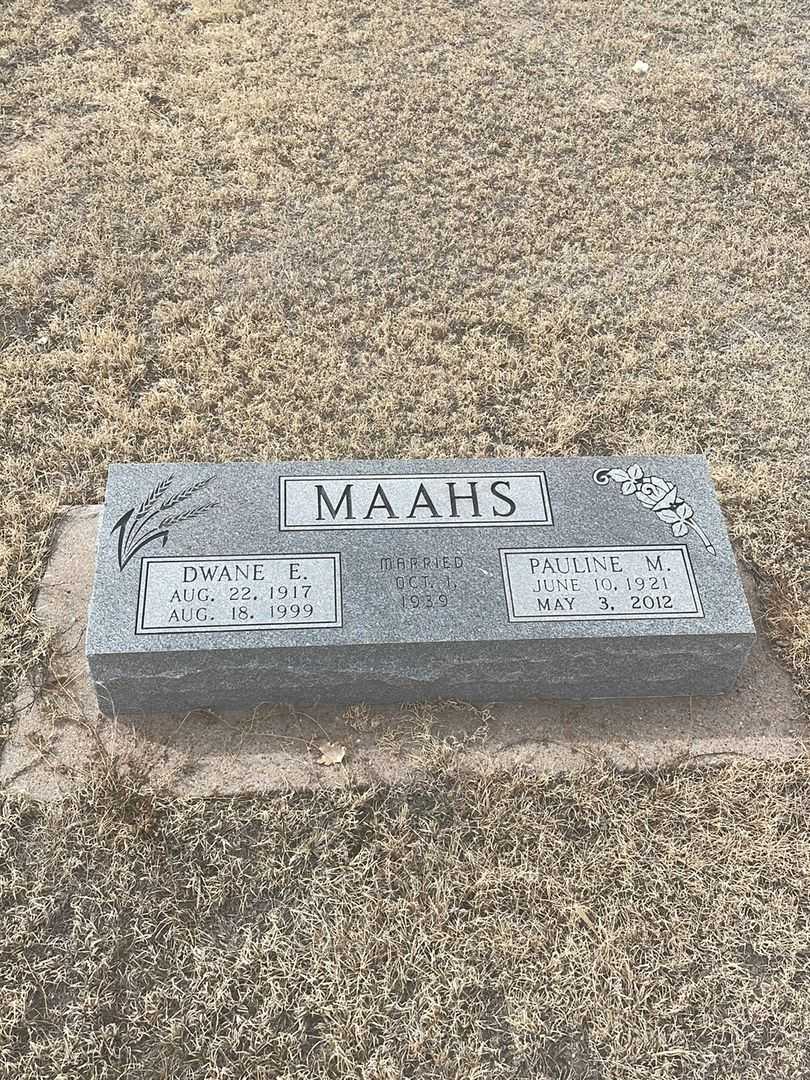 MAAHS
DWANE E.
AUG. 22, 1917
AUG. 18, 1999
MARRIED
OCT. 1,
1939
PAULINE M.
JUNE 10, 1921
MAY 3, 2012